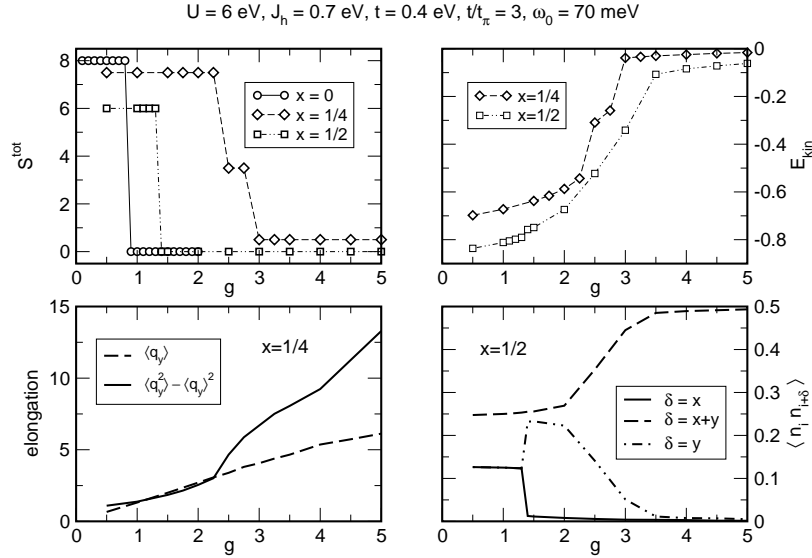 U = 6 eV, J_h = 0.7 eV, t = 0.4 eV, t/t_π = 3, ω_0 = 70 meV
8
6
4
2
0
S^tot
x = 0
x = 1/4
x = 1/2
0 1 2 3 4 5
g
0
-0.2
-0.4
-0.6
-0.8
E_kin
x=1/4
x=1/2
0 1 2 3 4 5
g
15
10
5
0
elongation
⟨q_y⟩
⟨q_y^2⟩ − ⟨q_y⟩^2
x=1/4
0 1 2 3 4 5
g
0.5
0.4
0.3
0.2
0.1
0
⟨ n_i n_{i+δ} ⟩
x=1/2
δ = x
δ = x+y
δ = y
0 1 2 3 4 5
g